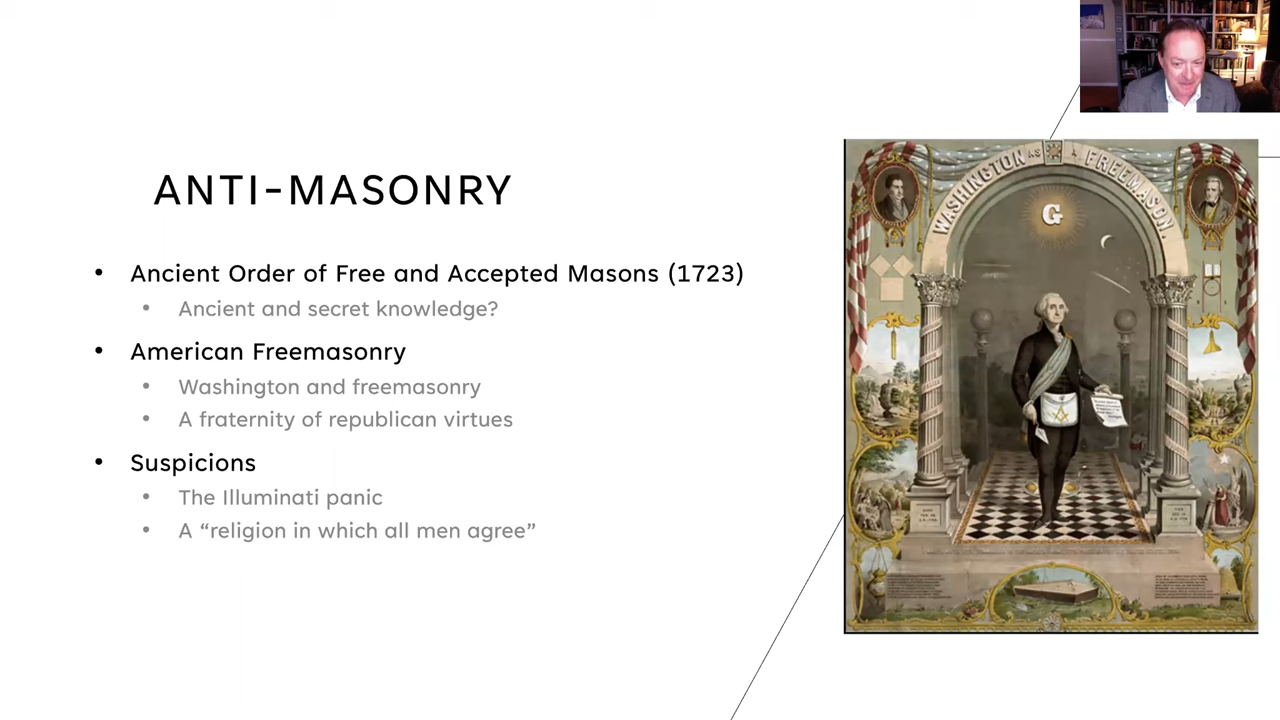 ANTI-MASONRY
• Ancient Order of Free and Accepted Masons (1723)
• Ancient and secret knowledge?
• American Freemasonry
• Washington and freemasonry
• A fraternity of republican virtues
• Suspicions
• The Illuminati panic
• A “religion in which all men agree”
WASHINGTON AS A FREEMASON.
G